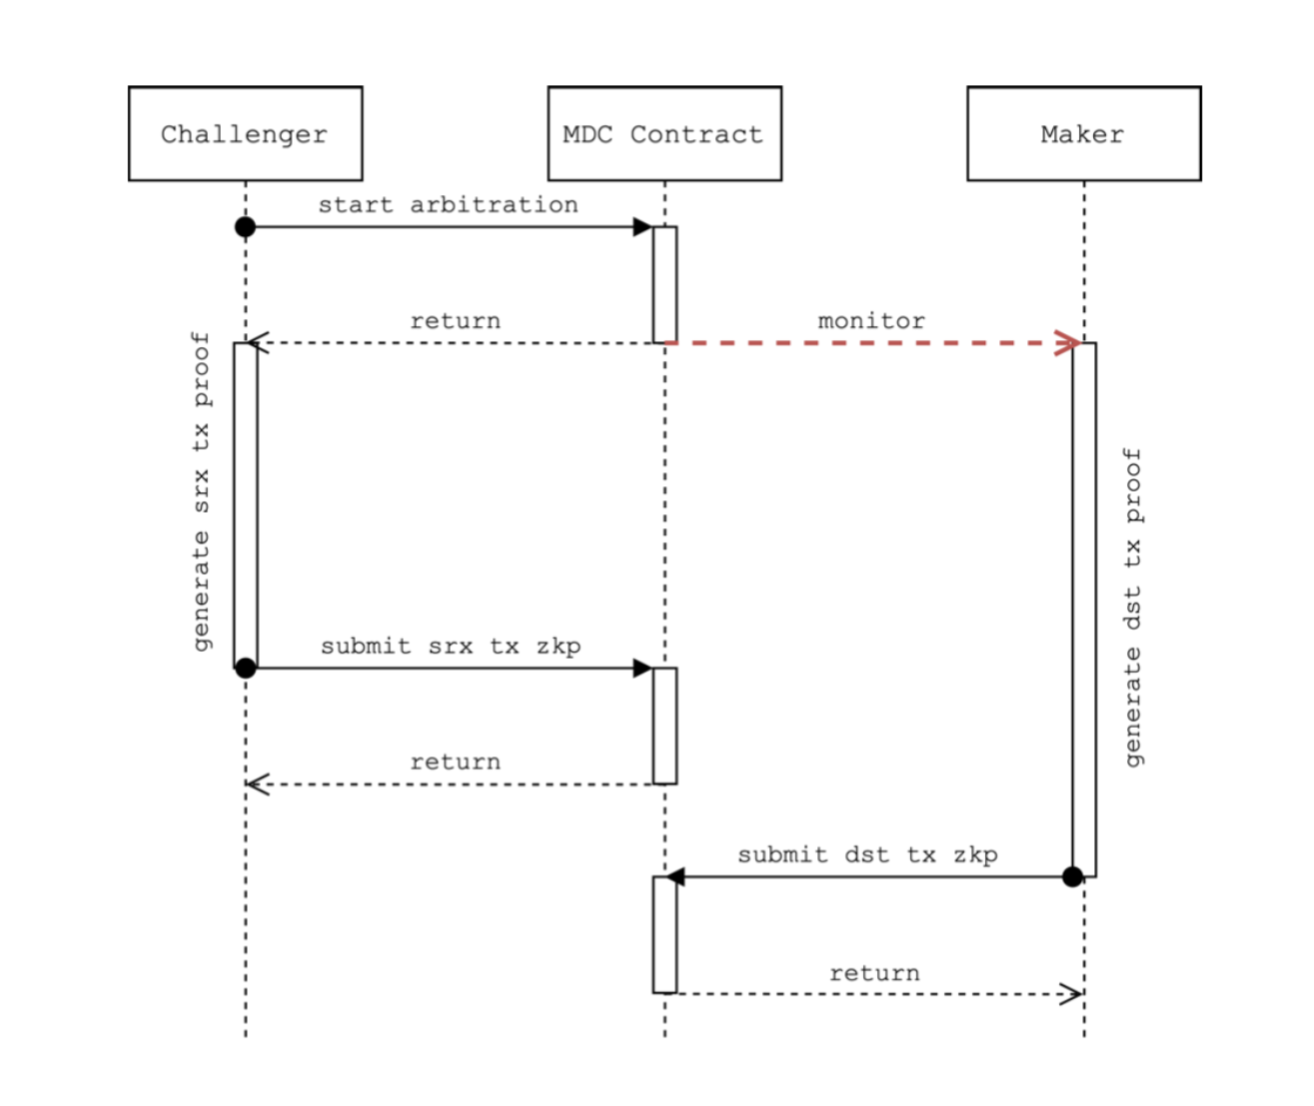 Challenger
MDC Contract
Maker
start arbitration
return
monitor
generate srx tx proof
generate dst tx proof
submit srx tx zkp
return
submit dst tx zkp
return